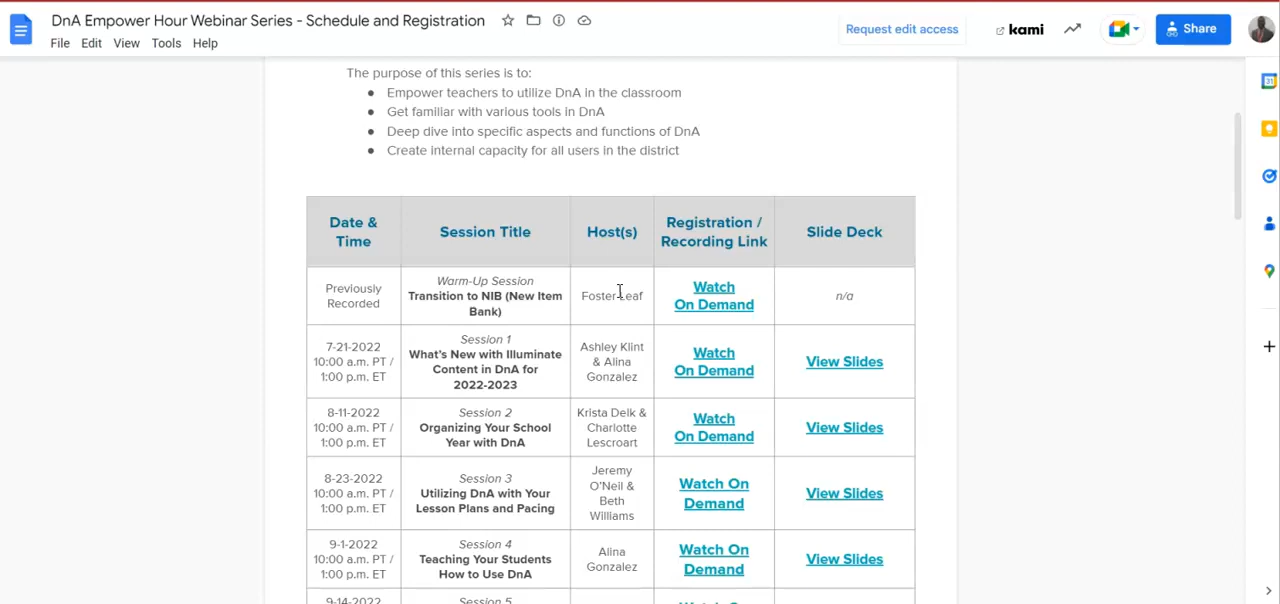 DnA Empower Hour Webinar Series - Schedule and Registration
File Edit View Tools Help
Request edit access
kami
Share
31
The purpose of this series is to:
● Empower teachers to utilize DnA in the classroom
● Get familiar with various tools in DnA
● Deep dive into specific aspects and functions of DnA
● Create internal capacity for all users in the district
Date &
Time
Session Title
Host(s)
Registration /
Recording Link
Slide Deck
Previously
Recorded
Warm-Up Session
Transition to NIB (New Item
Bank)
Foster Leaf
Watch
On Demand
n/a
7-21-2022
10:00 a.m. PT /
1:00 p.m. ET
Session 1
What's New with Illuminate
Content in DnA for
2022-2023
Ashley Klint
& Alina
Gonzalez
Watch
On Demand
View Slides
8-11-2022
10:00 a.m. PT /
1:00 p.m. ET
Session 2
Organizing Your School
Year with DnA
Krista Deik &
Charlotte
Lescroart
Watch
On Demand
View Slides
8-23-2022
10:00 a.m. PT /
1:00 p.m. ET
Session 3
Utilizing DnA with Your
Lesson Plans and Pacing
Jeremy
O'Neil &
Beth
Williams
Watch On
Demand
View Slides
9-1-2022
10:00 a.m. PT /
1:00 p.m. ET
Session 4
Teaching Your Students
How to Use DnA
Alina
Gonzalez
Watch On
Demand
View Slides
9-14-2022
Session 5
Watch On